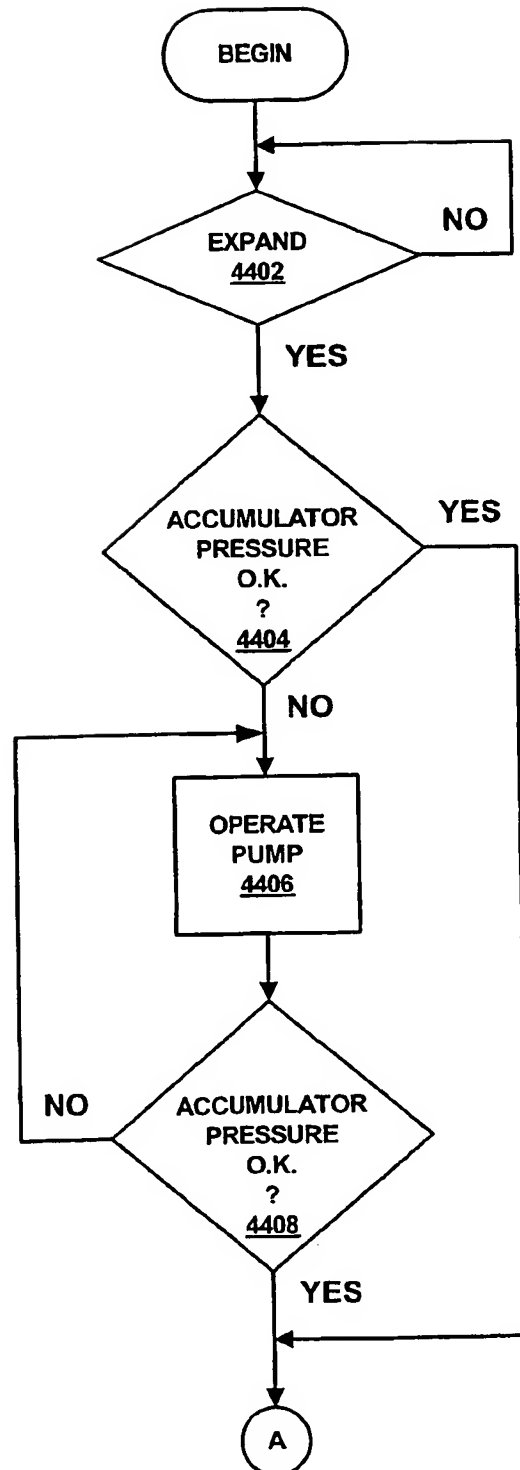 BEGIN
EXPAND
4402
NO
YES
ACCUMULATOR
PRESSURE
O.K.
?
4404
YES
NO
OPERATE
PUMP
4406
ACCUMULATOR
PRESSURE
O.K.
?
4408
NO
YES
A